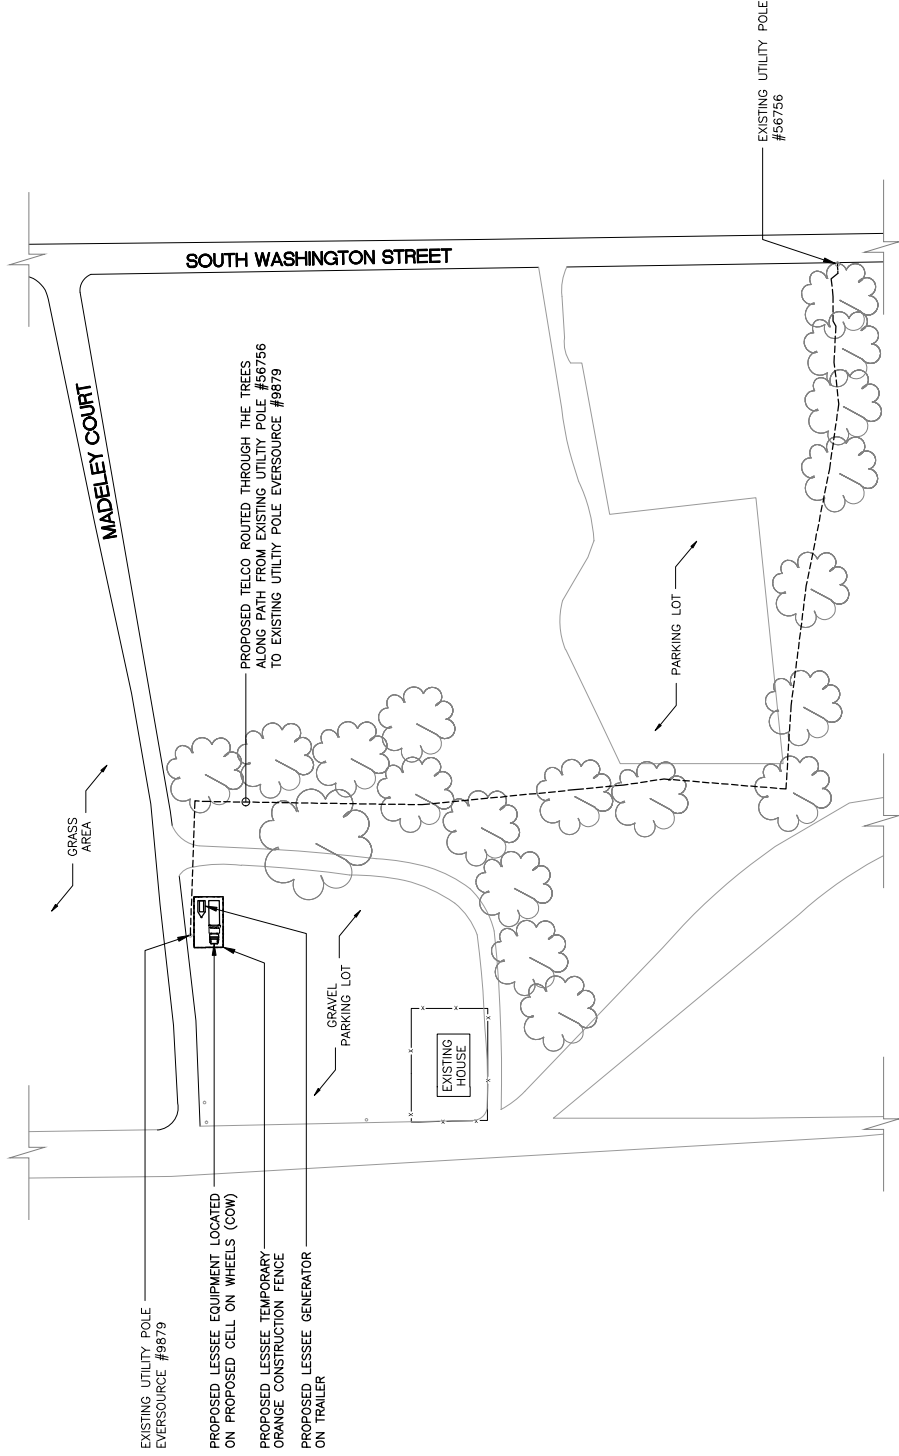 EXISTING UTILITY POLE
#56756
SOUTH WASHINGTON STREET
MADELEY COURT
PROPOSED TELCO ROUTED THROUGH THE TREES
ALONG PATH FROM EXISTING UTILTIY POLE #56756
TO EXISTING UTILTIY POLE EVERSOURCE #9879
PARKING LOT
GRASS
AREA
GRAVEL
PARKING LOT
EXISTING
HOUSE
EXISTING UTILITY POLE
EVERSOURCE #9879
PROPOSED LESSEE EQUIPMENT LOCATED
ON PROPOSED CELL ON WHEELS (COW)
PROPOSED LESSEE TEMPORARY
ORANGE CONSTRUCTION FENCE
PROPOSED LESSEE GENERATOR
ON TRAILER